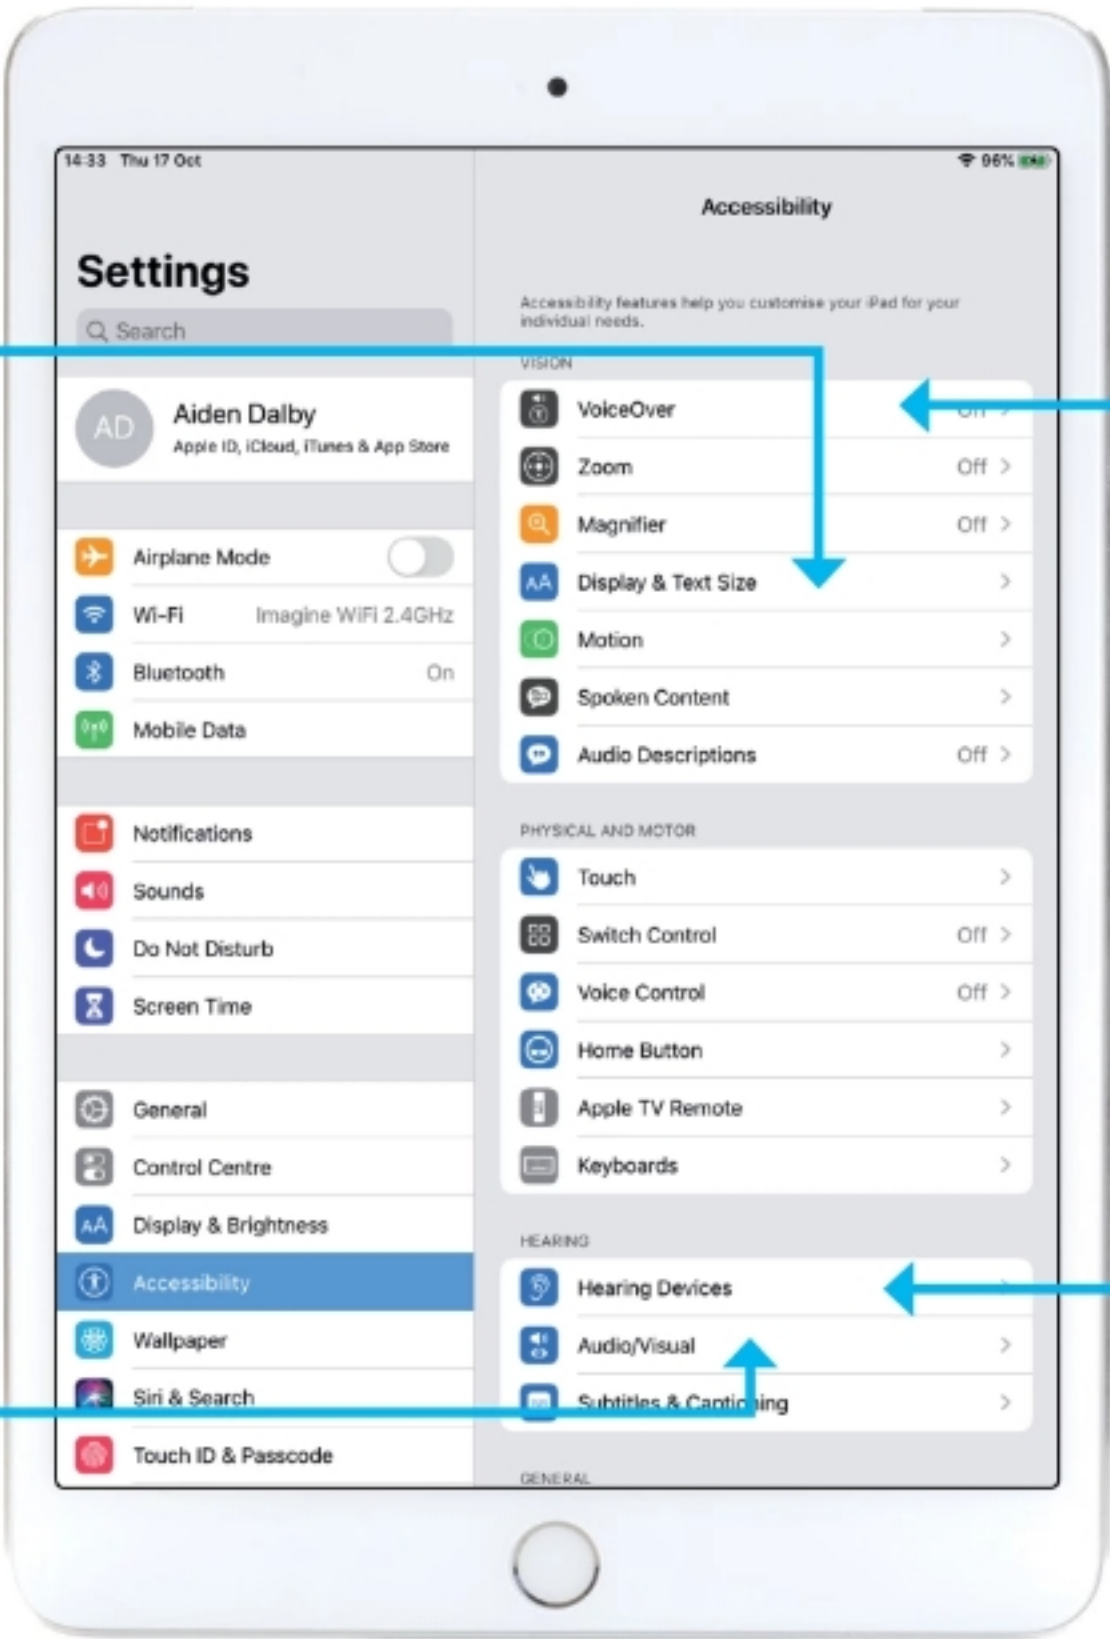 14:33 Thu 17 Oct
96%
Settings
Search
AD
Aiden Dalby
Apple ID, iCloud, iTunes & App Store
Airplane Mode
Wi-Fi Imagine WiFi 2.4GHz
Bluetooth On
Mobile Data
Notifications
Sounds
Do Not Disturb
Screen Time
General
Control Centre
AA Display & Brightness
Accessibility
Wallpaper
Siri & Search
Touch ID & Passcode
Accessibility
Accessibility features help you customise your iPad for your
individual needs.
VISION
VoiceOver Off
Zoom Off
Magnifier Off
AA Display & Text Size
Motion
Spoken Content
Audio Descriptions Off
PHYSICAL AND MOTOR
Touch
Switch Control Off
Voice Control Off
Home Button
Apple TV Remote
Keyboards
HEARING
Hearing Devices
Audio/Visual
Subtitles & Captioning
GENERAL